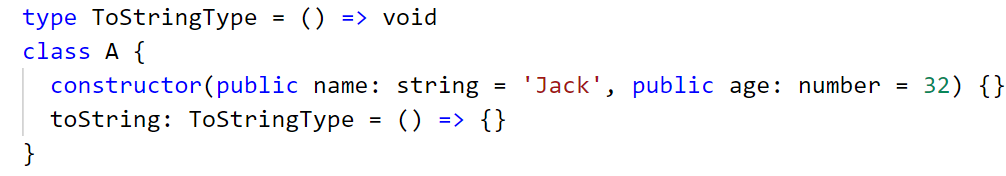 type ToStringType = () => void
class A {
  constructor(public name: string = 'Jack', public age: number = 32) {}
  toString: ToStringType = () => {}
}